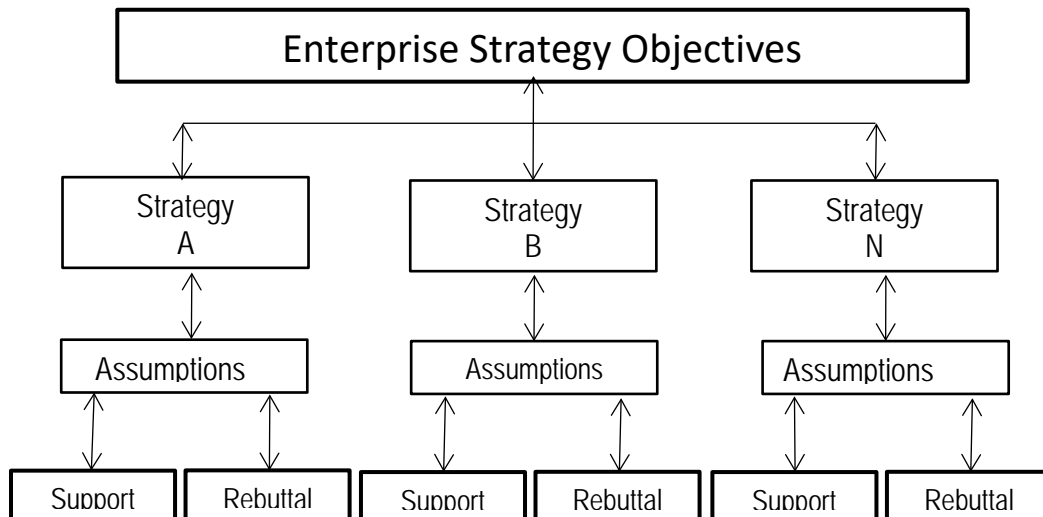 Enterprise Strategy Objectives
Strategy
A
Strategy
B
Strategy
N
Assumptions
Assumptions
Assumptions
Support
Rebuttal
Support
Rebuttal
Support
Rebuttal